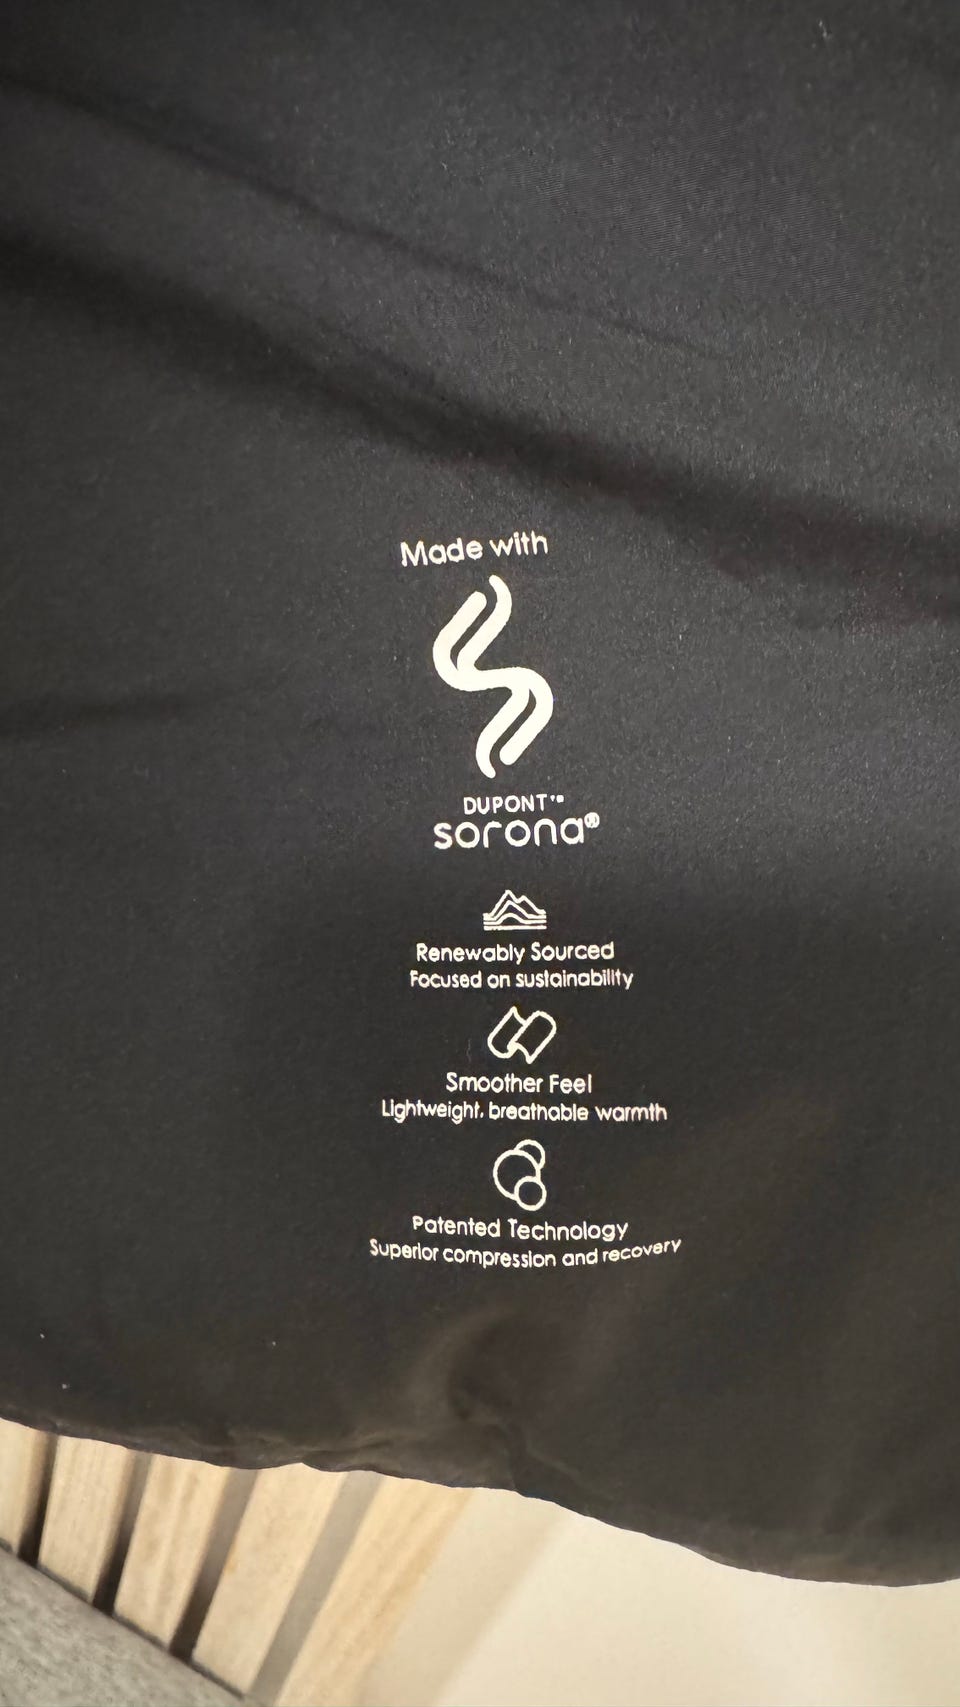 Made with
DUPONT™
sorona®
Renewably Sourced
Focused on sustainability
Smoother Feel
Lightweight, breathable warmth
Patented Technology
Superior compression and recovery